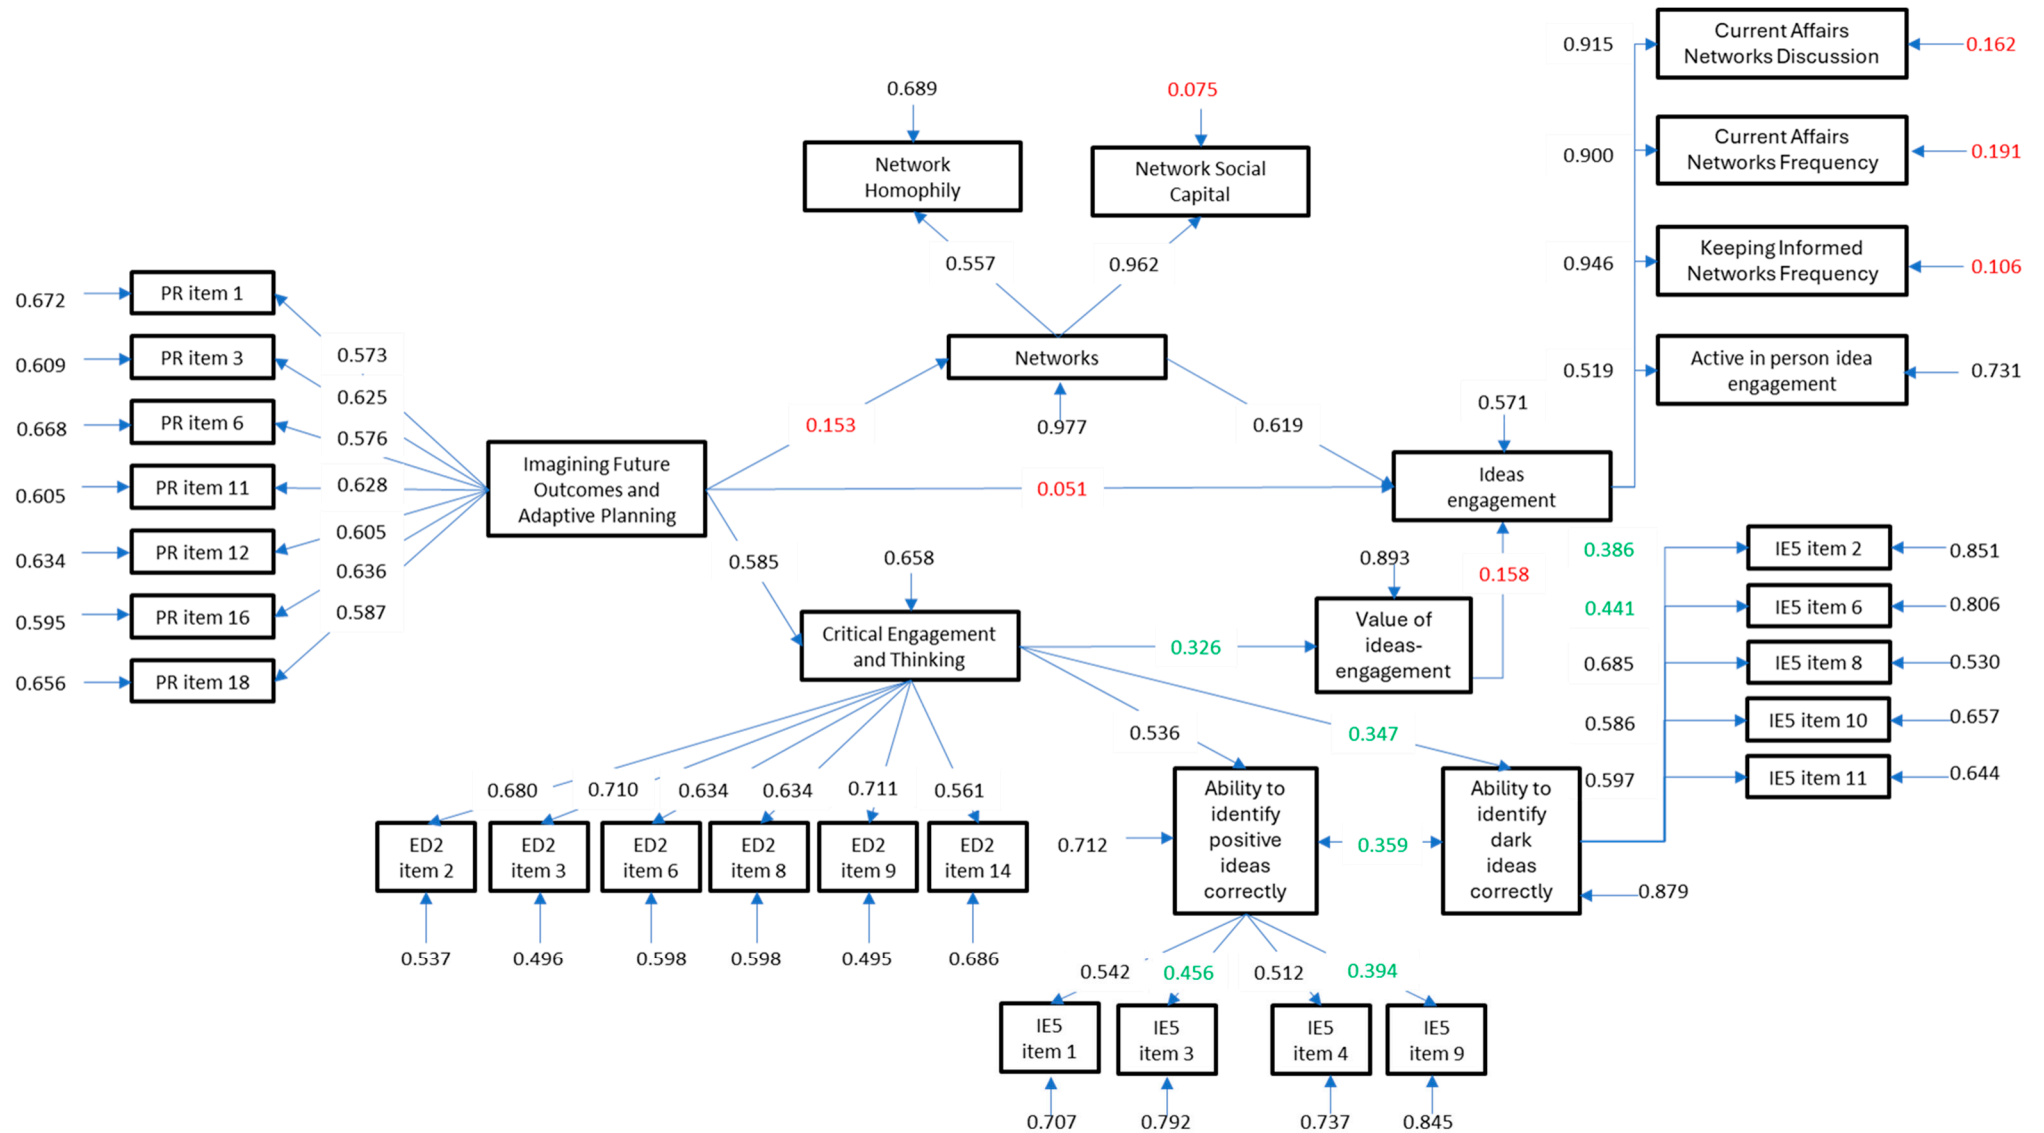 0.915
Current Affairs
Networks Discussion
0.162
0.689
0.075
Network
Homophily
Network Social
Capital
0.900
Current Affairs
Networks Frequency
0.191
0.557
0.962
0.946
Keeping Informed
Networks Frequency
0.106
0.672
PR item 1
0.573
Networks
0.519
Active in person idea
engagement
0.731
0.609
PR item 3
0.625
0.668
PR item 6
0.576
0.153
0.977
0.619
0.571
0.605
PR item 11
0.628
Imagining Future
Outcomes and
Adaptive Planning
0.051
Ideas
engagement
0.634
PR item 12
0.605
0.636
0.585
0.658
0.893
0.158
0.386
IE5 item 2
0.851
0.595
PR item 16
0.587
0.441
IE5 item 6
0.806
0.656
PR item 18
Critical Engagement
and Thinking
0.326
Value of
ideas-
engagement
0.685
IE5 item 8
0.530
0.536
0.347
0.586
IE5 item 10
0.657
0.680
0.710
0.634
0.634
0.711
0.561
0.597
IE5 item 11
0.644
ED2
item 2
ED2
item 3
ED2
item 6
ED2
item 8
ED2
item 9
ED2
item 14
0.712
Ability to
identify
positive
ideas
correctly
0.359
Ability to
identify
dark
ideas
correctly
0.879
0.537
0.496
0.598
0.598
0.495
0.686
0.542
0.456
0.512
0.394
IE5
item 1
IE5
item 3
IE5
item 4
IE5
item 9
0.707
0.792
0.737
0.845